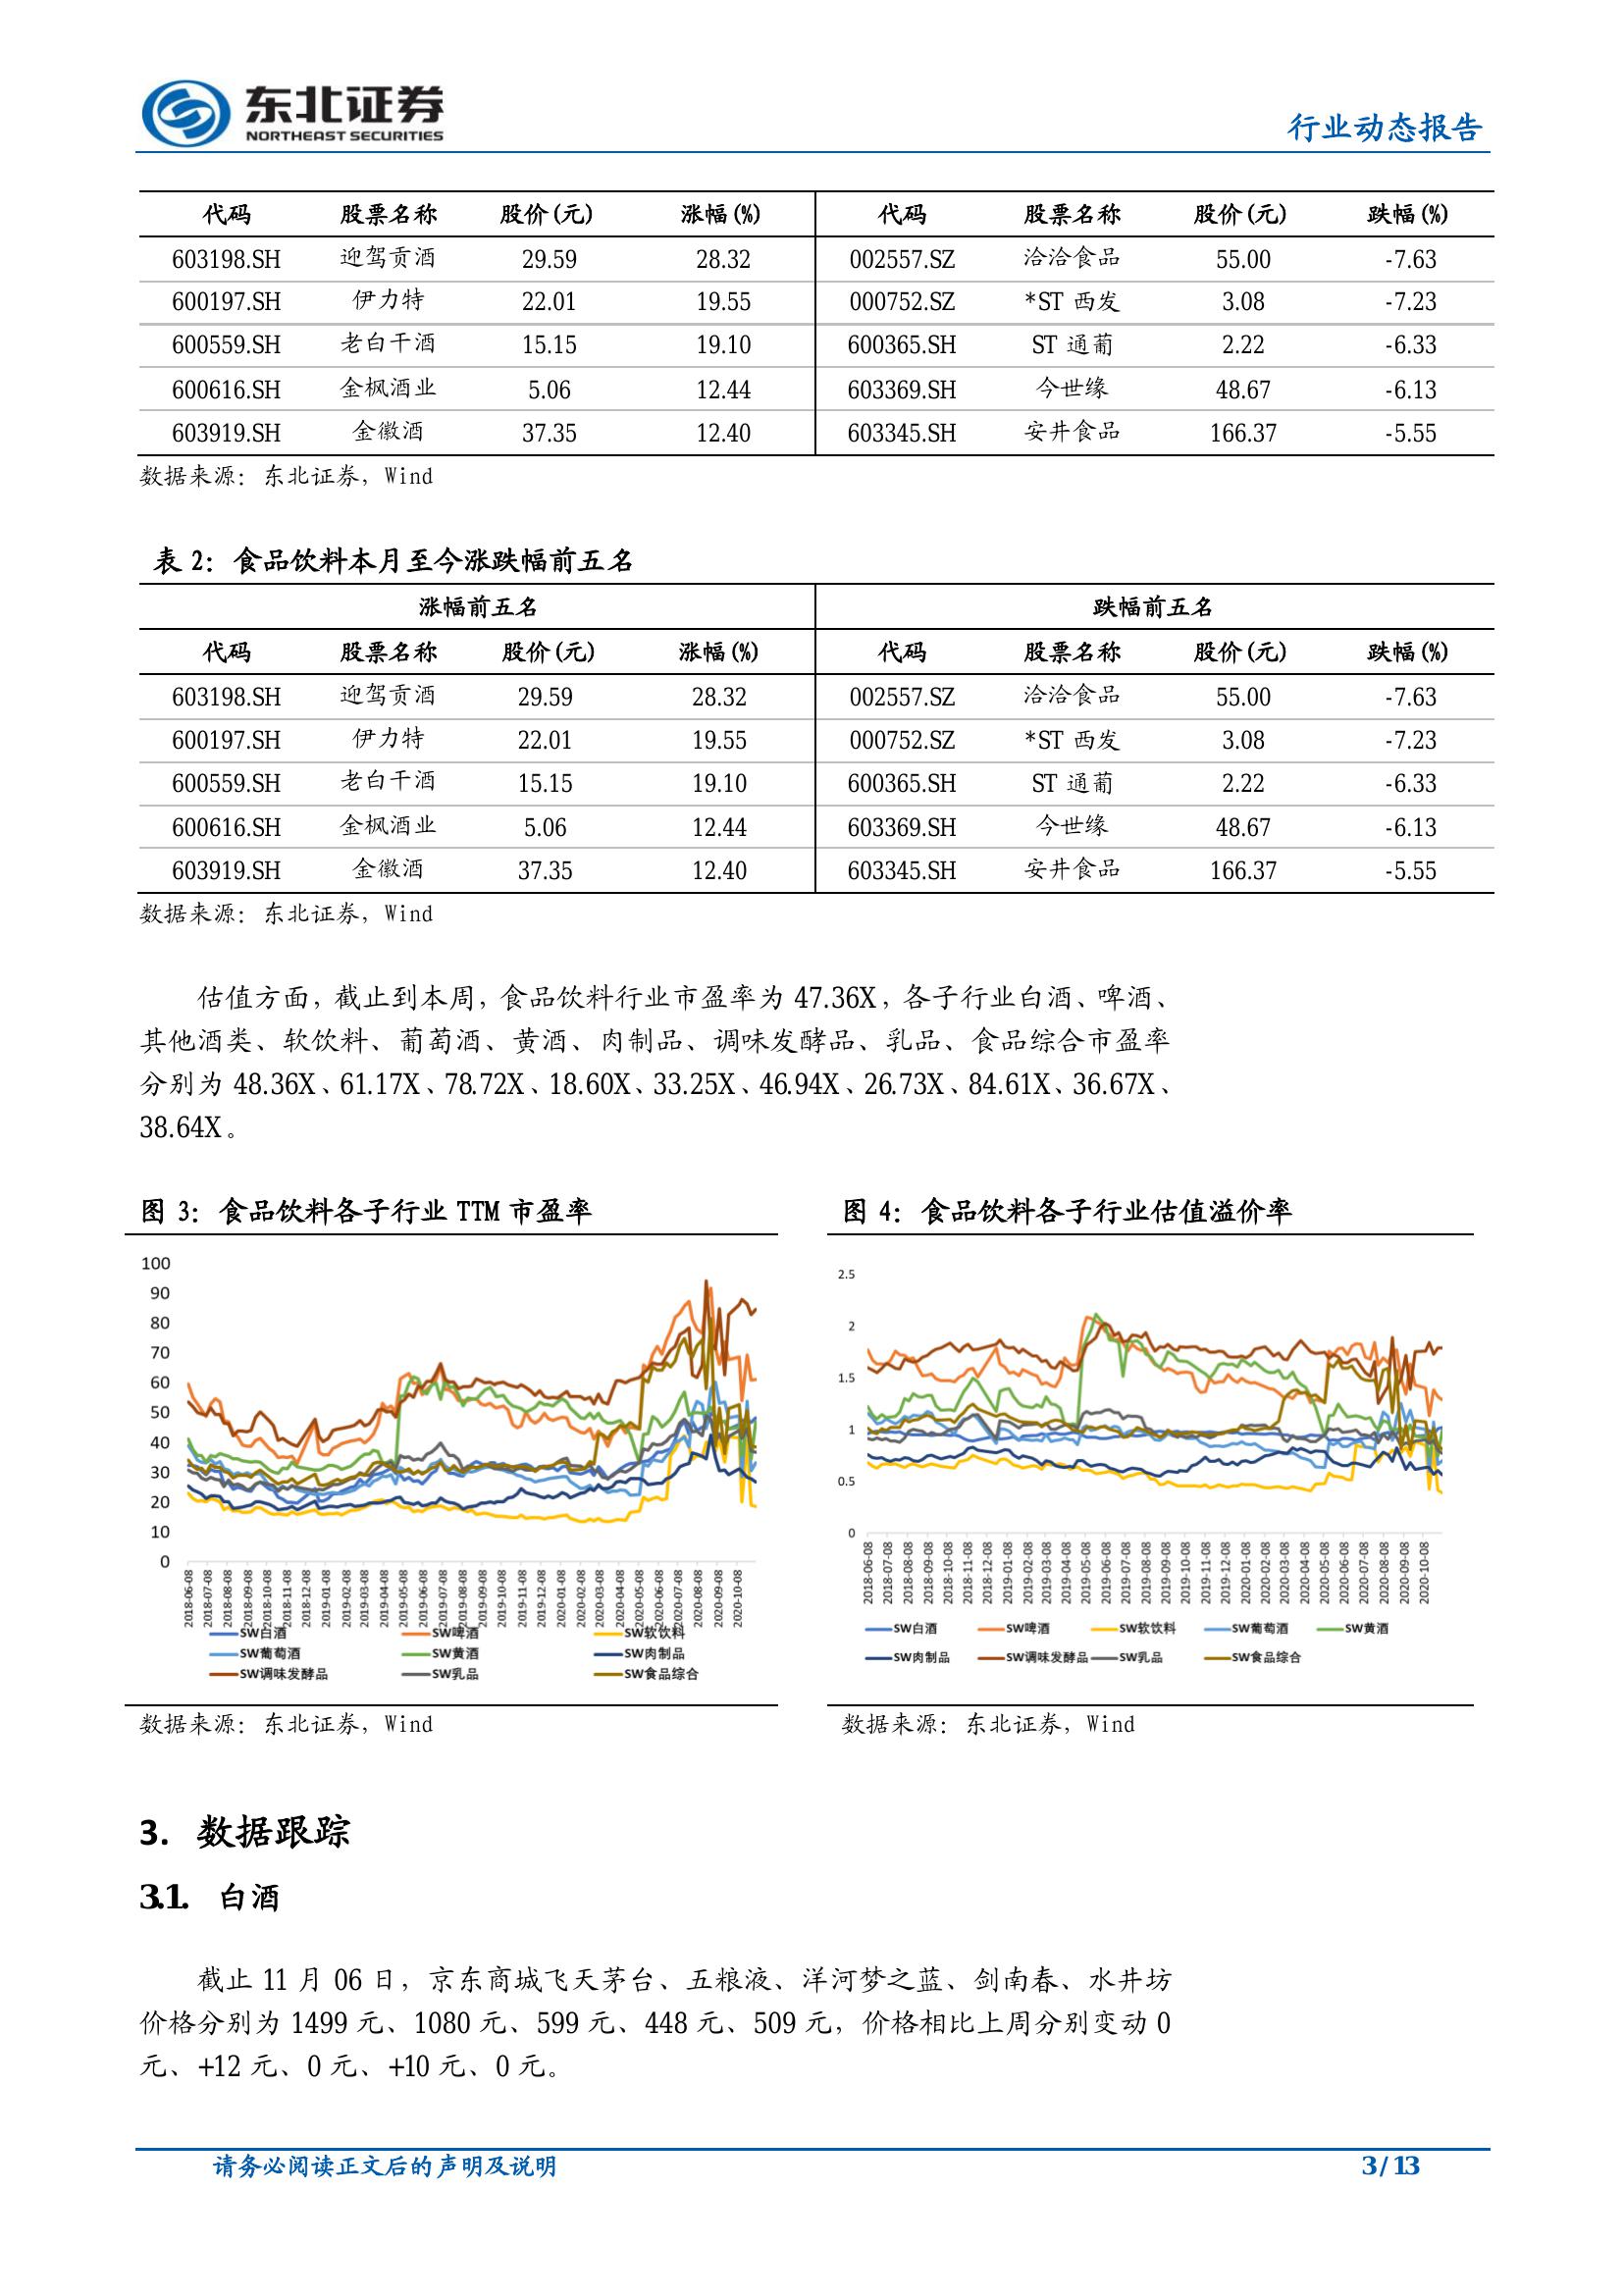 东北证券
NORTHEAST SECURITIES
行业动态报告
代码 股票名称 股价(元) 涨幅(%) 代码 股票名称 股价(元) 跌幅(%)
603198.SH 迎驾贡酒 29.59 28.32 002557.SZ 洽洽食品 55.00 -7.63
600197.SH 伊力特 22.01 19.55 000752.SZ *ST 西发 3.08 -7.23
600559.SH 老白干酒 15.15 19.10 600365.SH ST 通葡 2.22 -6.33
600616.SH 金枫酒业 5.06 12.44 603369.SH 今世缘 48.67 -6.13
603919.SH 金徽酒 37.35 12.40 603345.SH 安井食品 166.37 -5.55
数据来源：东北证券，Wind
表 2：食品饮料本月至今涨跌幅前五名
涨幅前五名 跌幅前五名
代码 股票名称 股价(元) 涨幅(%) 代码 股票名称 股价(元) 跌幅(%)
603198.SH 迎驾贡酒 29.59 28.32 002557.SZ 洽洽食品 55.00 -7.63
600197.SH 伊力特 22.01 19.55 000752.SZ *ST 西发 3.08 -7.23
600559.SH 老白干酒 15.15 19.10 600365.SH ST 通葡 2.22 -6.33
600616.SH 金枫酒业 5.06 12.44 603369.SH 今世缘 48.67 -6.13
603919.SH 金徽酒 37.35 12.40 603345.SH 安井食品 166.37 -5.55
数据来源：东北证券，Wind
估值方面，截止到本周，食品饮料行业市盈率为 47.36X，各子行业白酒、啤酒、
其他酒类、软饮料、葡萄酒、黄酒、肉制品、调味发酵品、乳品、食品综合市盈率
分别为 48.36X、61.17X、78.72X、18.60X、33.25X、46.94X、26.73X、84.61X、36.67X、
38.64X。
图 3：食品饮料各子行业 TTM 市盈率
100
90
80
70
60
50
40
30
20
10
0
2018-06-08
2018-07-08
2018-08-08
2018-09-08
2018-10-08
2018-11-08
2018-12-08
2019-01-08
2019-02-08
2019-03-08
2019-04-08
2019-05-08
2019-06-08
2019-07-08
2019-08-08
2019-09-08
2019-10-08
2019-11-08
2019-12-08
2020-01-08
2020-02-08
2020-03-08
2020-04-08
2020-05-08
2020-06-08
2020-07-08
2020-08-08
2020-09-08
2020-10-08
SW白酒 SW啤酒 SW软饮料
SW葡萄酒 SW黄酒 SW肉制品
SW调味发酵品 SW乳品 SW食品综合
数据来源：东北证券，Wind
图 4：食品饮料各子行业估值溢价率
2.5
2
1.5
1
0.5
0
2018-06-08
2018-07-08
2018-08-08
2018-09-08
2018-10-08
2018-11-08
2018-12-08
2019-01-08
2019-02-08
2019-03-08
2019-04-08
2019-05-08
2019-06-08
2019-07-08
2019-08-08
2019-09-08
2019-10-08
2019-11-08
2019-12-08
2020-01-08
2020-02-08
2020-03-08
2020-04-08
2020-05-08
2020-06-08
2020-07-08
2020-08-08
2020-09-08
2020-10-08
SW白酒 SW啤酒 SW软饮料 SW葡萄酒 SW黄酒
SW肉制品 SW调味发酵品 SW乳品 SW食品综合
数据来源：东北证券，Wind
3. 数据跟踪
3.1. 白酒
截止 11 月 06 日，京东商城飞天茅台、五粮液、洋河梦之蓝、剑南春、水井坊
价格分别为 1499 元、1080 元、599 元、448 元、509 元，价格相比上周分别变动 0
元、+12 元、0 元、+10 元、0 元。
请务必阅读正文后的声明及说明
3 / 13